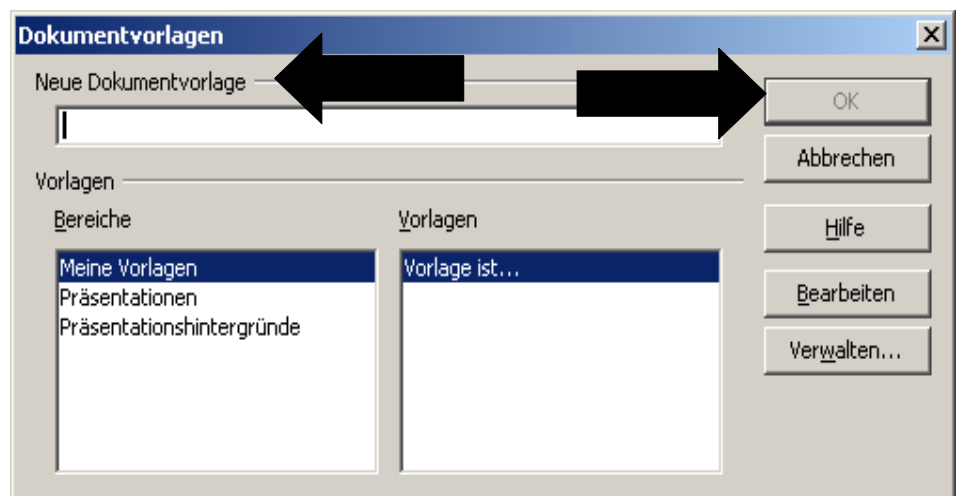 Dokumentvorlagen
Neue Dokumentvorlage
OK
Abbrechen
Vorlagen
Bereiche
Vorlagen
Hilfe
Meine Vorlagen
Vorlage ist...
Präsentationen
Bearbeiten
Präsentationshintergründe
Verwalten...